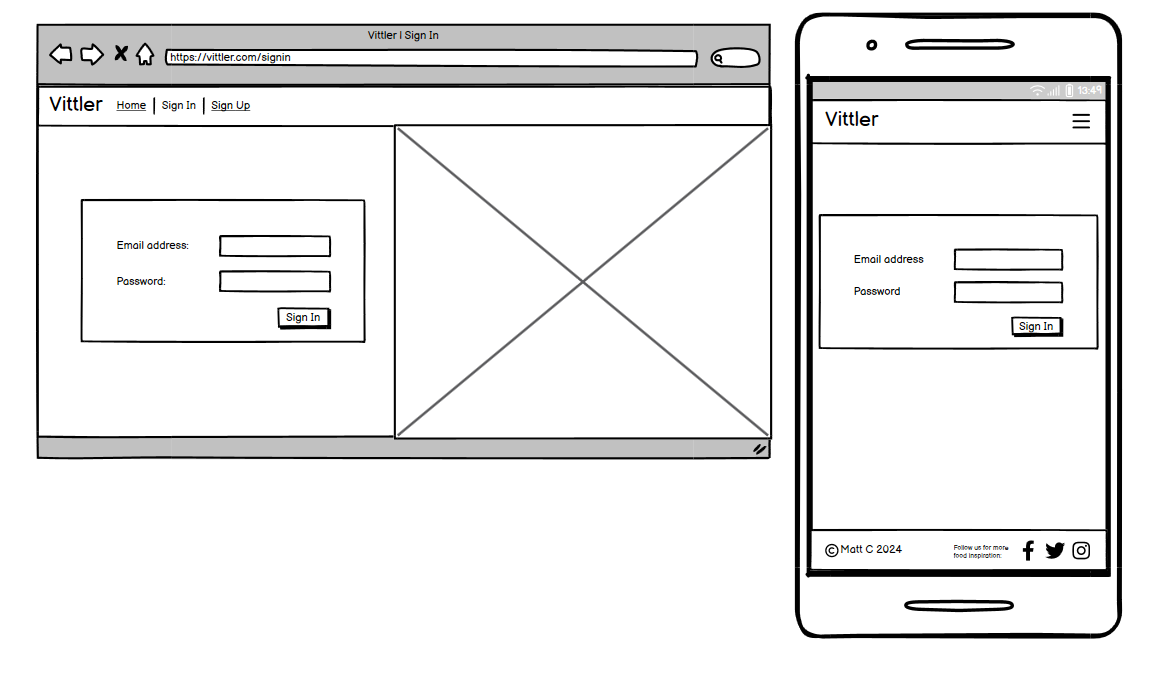 Vittler | Sign In
https://vittler.com/signin
Vittler Home | Sign In | Sign Up
Email address:
Password:
Sign In
13:49
Vittler
Email address
Password
Sign In
© Matt C 2024
Follow us for more
food inspiration: